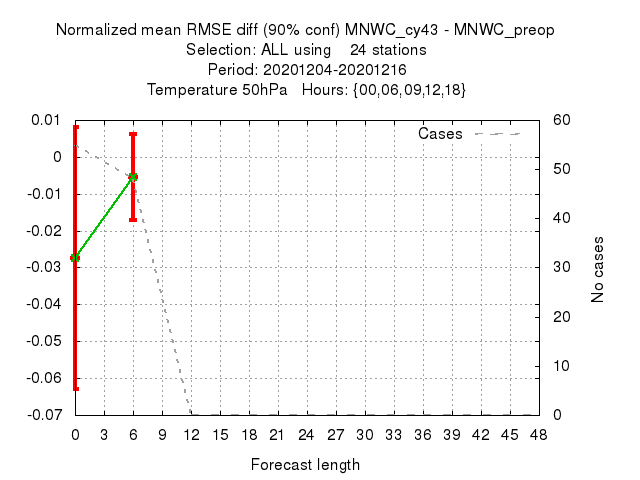 Normalized mean RMSE diff (90% conf) MNWC_cy43 - MNWC_preop
Selection: ALL using    24 stations
Period: 20201204-20201216
Temperature 50hPa   Hours: {00,06,09,12,18}
0.01
0
-0.01
-0.02
-0.03
-0.04
-0.05
-0.06
-0.07
Cases
60
50
40
30
20
10
0
No cases
0 3 6 9 12 15 18 21 24 27 30 33 36 39 42 45 48
Forecast length